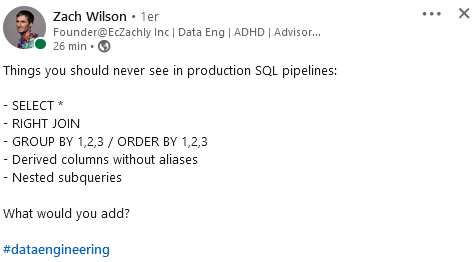 Zach Wilson • 1er
Founder@EcZachly Inc | Data Eng | ADHD | Advisor...
26 min •
Things you should never see in production SQL pipelines:
- SELECT *
- RIGHT JOIN
- GROUP BY 1,2,3 / ORDER BY 1,2,3
- Derived columns without aliases
- Nested subqueries
What would you add?
#dataengineering